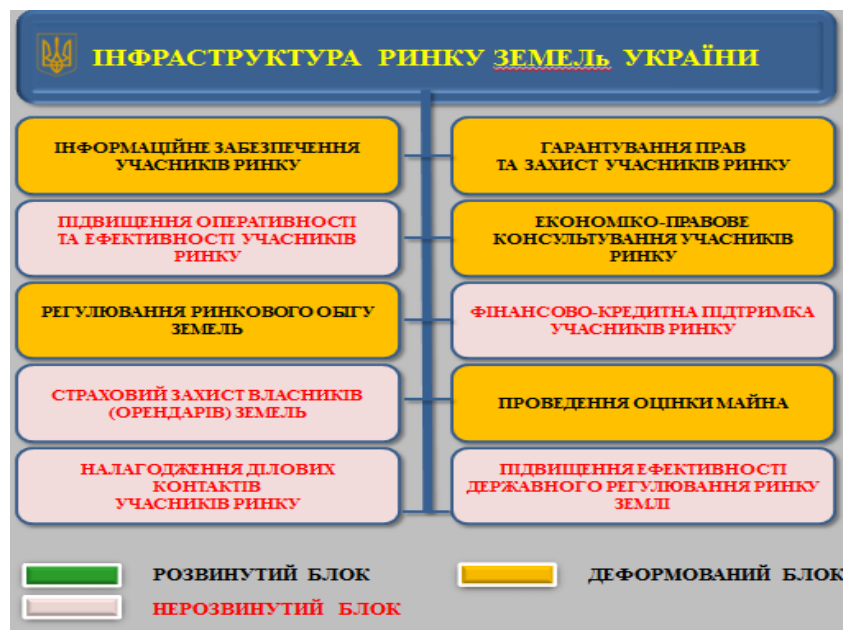 ІНФРАСТРУКТУРА РИНКУ ЗЕМЕЛЬ УКРАЇНИ
ІНФОРМАЦІЙНЕ ЗАБЕЗПЕЧЕННЯ
УЧАСНИКІВ РИНКУ
ГАРАНТУВАННЯ ПРАВ
ТА ЗАХИСТ УЧАСНИКІВ РИНКУ
ПІДВИЩЕННЯ ОПЕРАТИВНОСТІ
ТА ЕФЕКТИВНОСТІ УЧАСНИКІВ
РИНКУ
ЕКОНОМІКО-ПРАВОВЕ
КОНСУЛЬТУВАННЯ УЧАСНИКІВ
РИНКУ
РЕГУЛЮВАННЯ РИНКОВОГО ОБІГУ
ЗЕМЕЛЬ
ФІНАНСОВО-КРЕДИТНА ПІДТРИМКА
УЧАСНИКІВ РИНКУ
СТРАХОВИЙ ЗАХИСТ ВЛАСНИКІВ
(ОРЕНДАРІВ) ЗЕМЕЛЬ
ПРОВЕДЕННЯ ОЦІНКИ МАЙНА
НАЛАГОДЖЕННЯ ДІЛОВИХ
КОНТАКТІВ
УЧАСНИКІВ РИНКУ
ПІДВИЩЕННЯ ЕФЕКТИВНОСТІ
ДЕРЖАВНОГО РЕГУЛЮВАННЯ РИНКУ
ЗЕМЛІ
РОЗВИНУТИЙ БЛОК
ДЕФОРМОВАНИЙ БЛОК
НЕРОЗВИНУТИЙ БЛОК